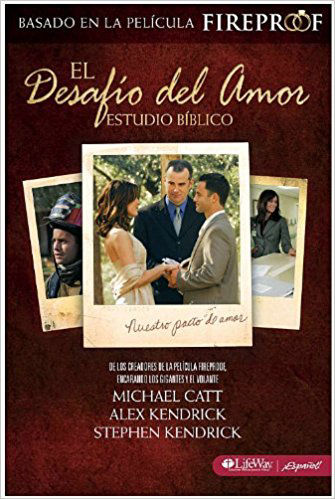 BASADO EN LA PELÍCULA FIREPROOF
EL
Desafío del Amor
ESTUDIO BÍBLICO
Nuestro pacto de amor
DE LOS CREADORES DE LA PELÍCULA FIREPROOF,
ENCARANDO LOS GIGANTES Y EL VOLANTE
MICHAEL CATT
ALEX KENDRICK
STEPHEN KENDRICK
LifeWay Español!